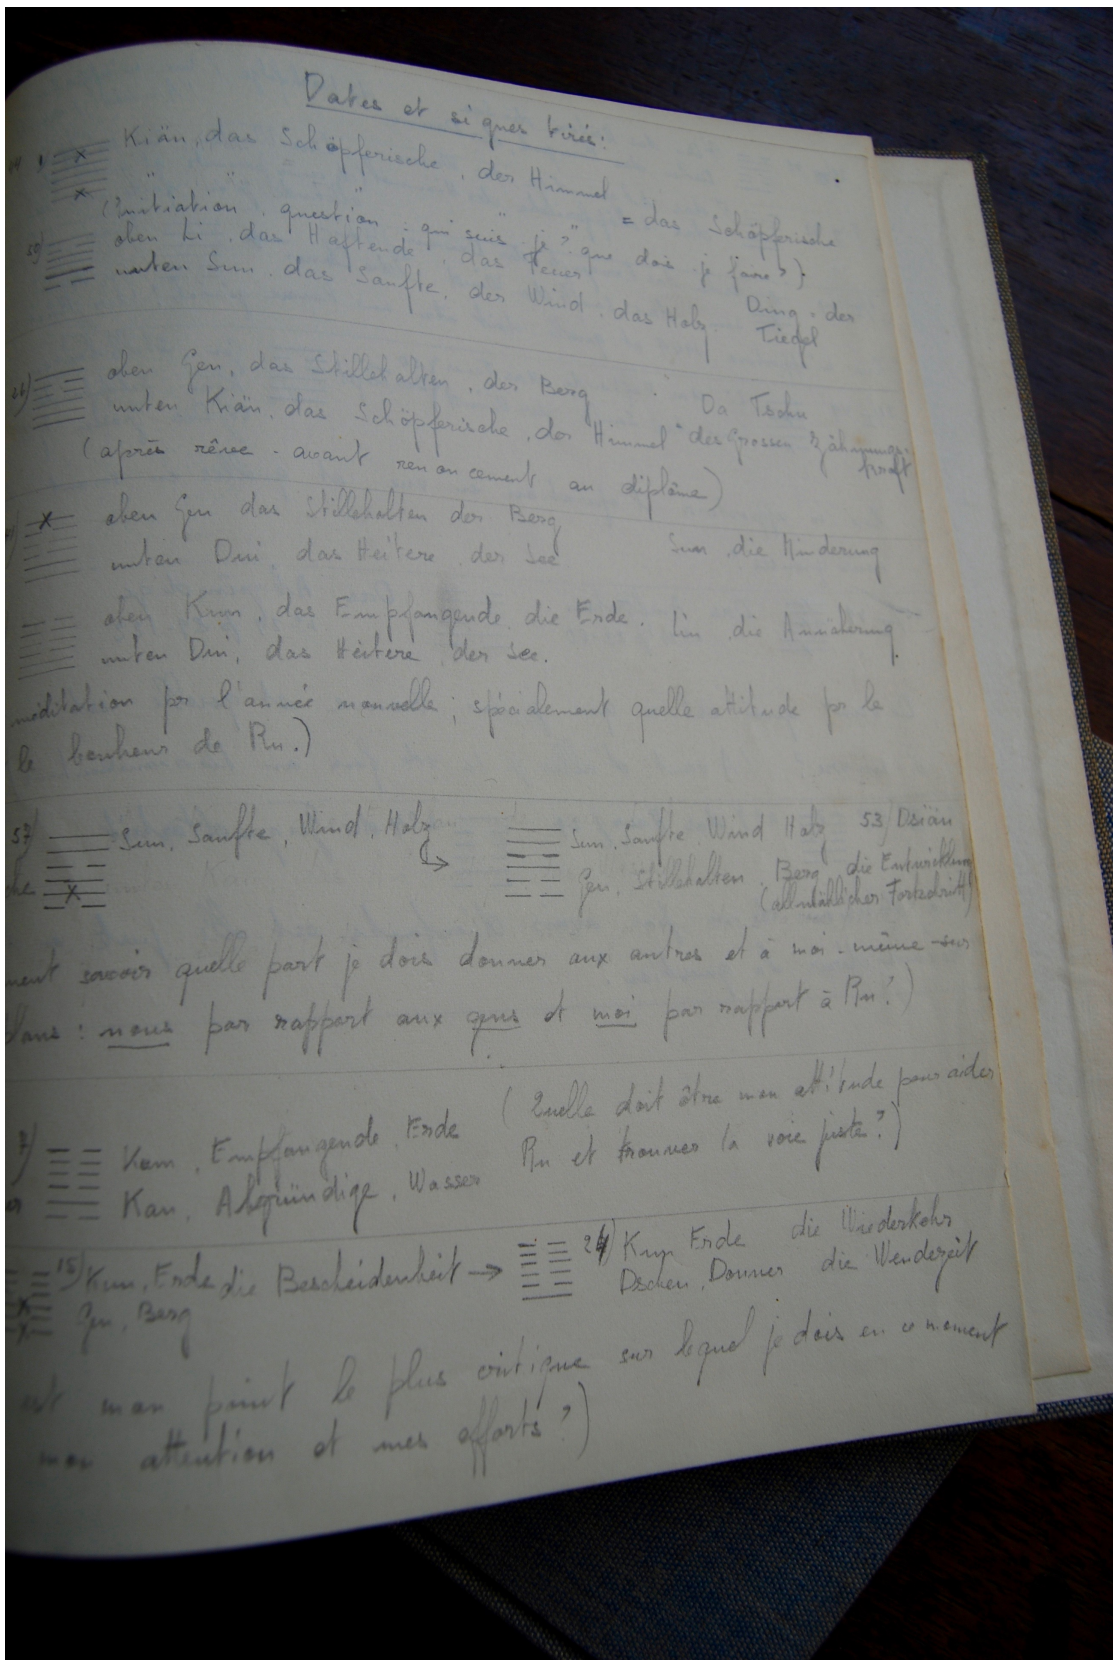 Dates et signes tirés:
Kiän, das Schöpferische, der Himmel = das Schöpferische
("Initiation", question "qui suis-je?" "que dois-je faire?")
50) oben Li, das Haftende, das Feuer
unten Sun, das Sanfte, der Wind, das Holz. Ding, der Tiegel
26) oben Gen, das Stillehalten, der Berg Da Tschu
unten Kiän, das Schöpferische, der Himmel des Grossen Zähmungskraft
(après rêve - avant renoncement au diplôme)
oben Gen das Stillehalten der Berg
unten Dui, das Heitere, der See Sun, die Minderung
oben Kun, das Empfangende, die Erde. Lin, die Annäherung
unten Dui, das Heitere, der See.
méditation pr l'année nouvelle; spécialement quelle attitude pr le
le bonheur de Ru.)
57) Sun, Sanfte, Wind, Holz → Sun, Sanfte, Wind Holz 53) Dsiän
Gen, Stillehalten, Berg die Entwicklung
(allmählicher Fortschritt)
ment savoir quelle part je dois donner aux autres et à moi-même - sur
plans: nous par rapport aux gens et moi par rapport à Ru?)
7) Kun, Empfangende, Erde (Quelle doit être mon attitude pour aider
Kan, Abgründige, Wasser Ru et trouver la voie juste?)
15) Kun, Erde die Bescheidenheit → 24) Kun Erde die Wiederkehr
Gen, Berg Dschen, Donner die Wendezeit
est mon point le plus critique sur lequel je dois en ce moment
mon attention et mes efforts?)